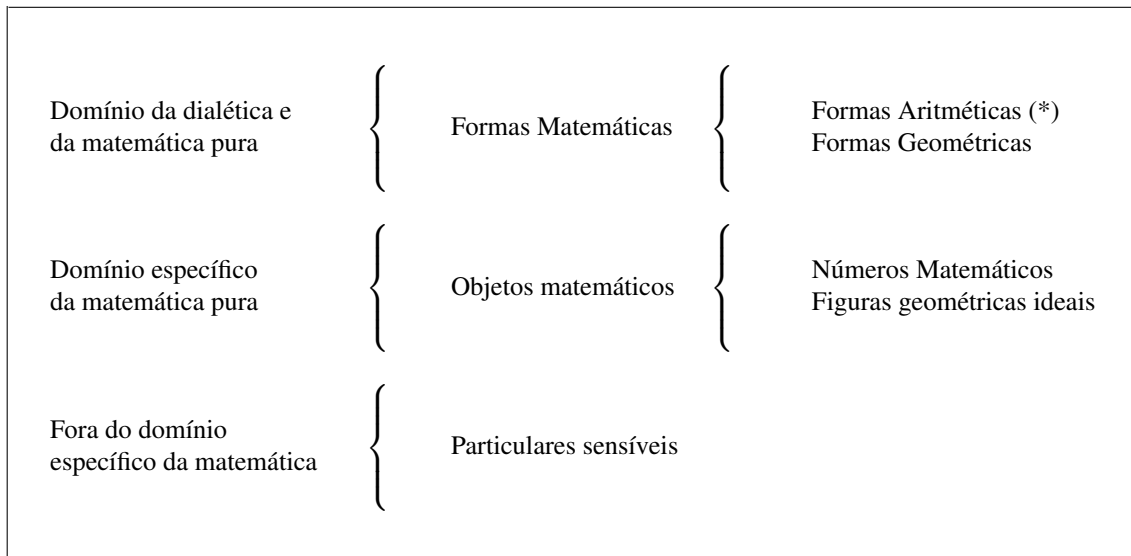 Domínio da dialética e
da matemática pura
Formas Matemáticas
Formas Aritméticas (*)
Formas Geométricas
Domínio específico
da matemática pura
Objetos matemáticos
Números Matemáticos
Figuras geométricas ideais
Fora do domínio
específico da matemática
Particulares sensíveis